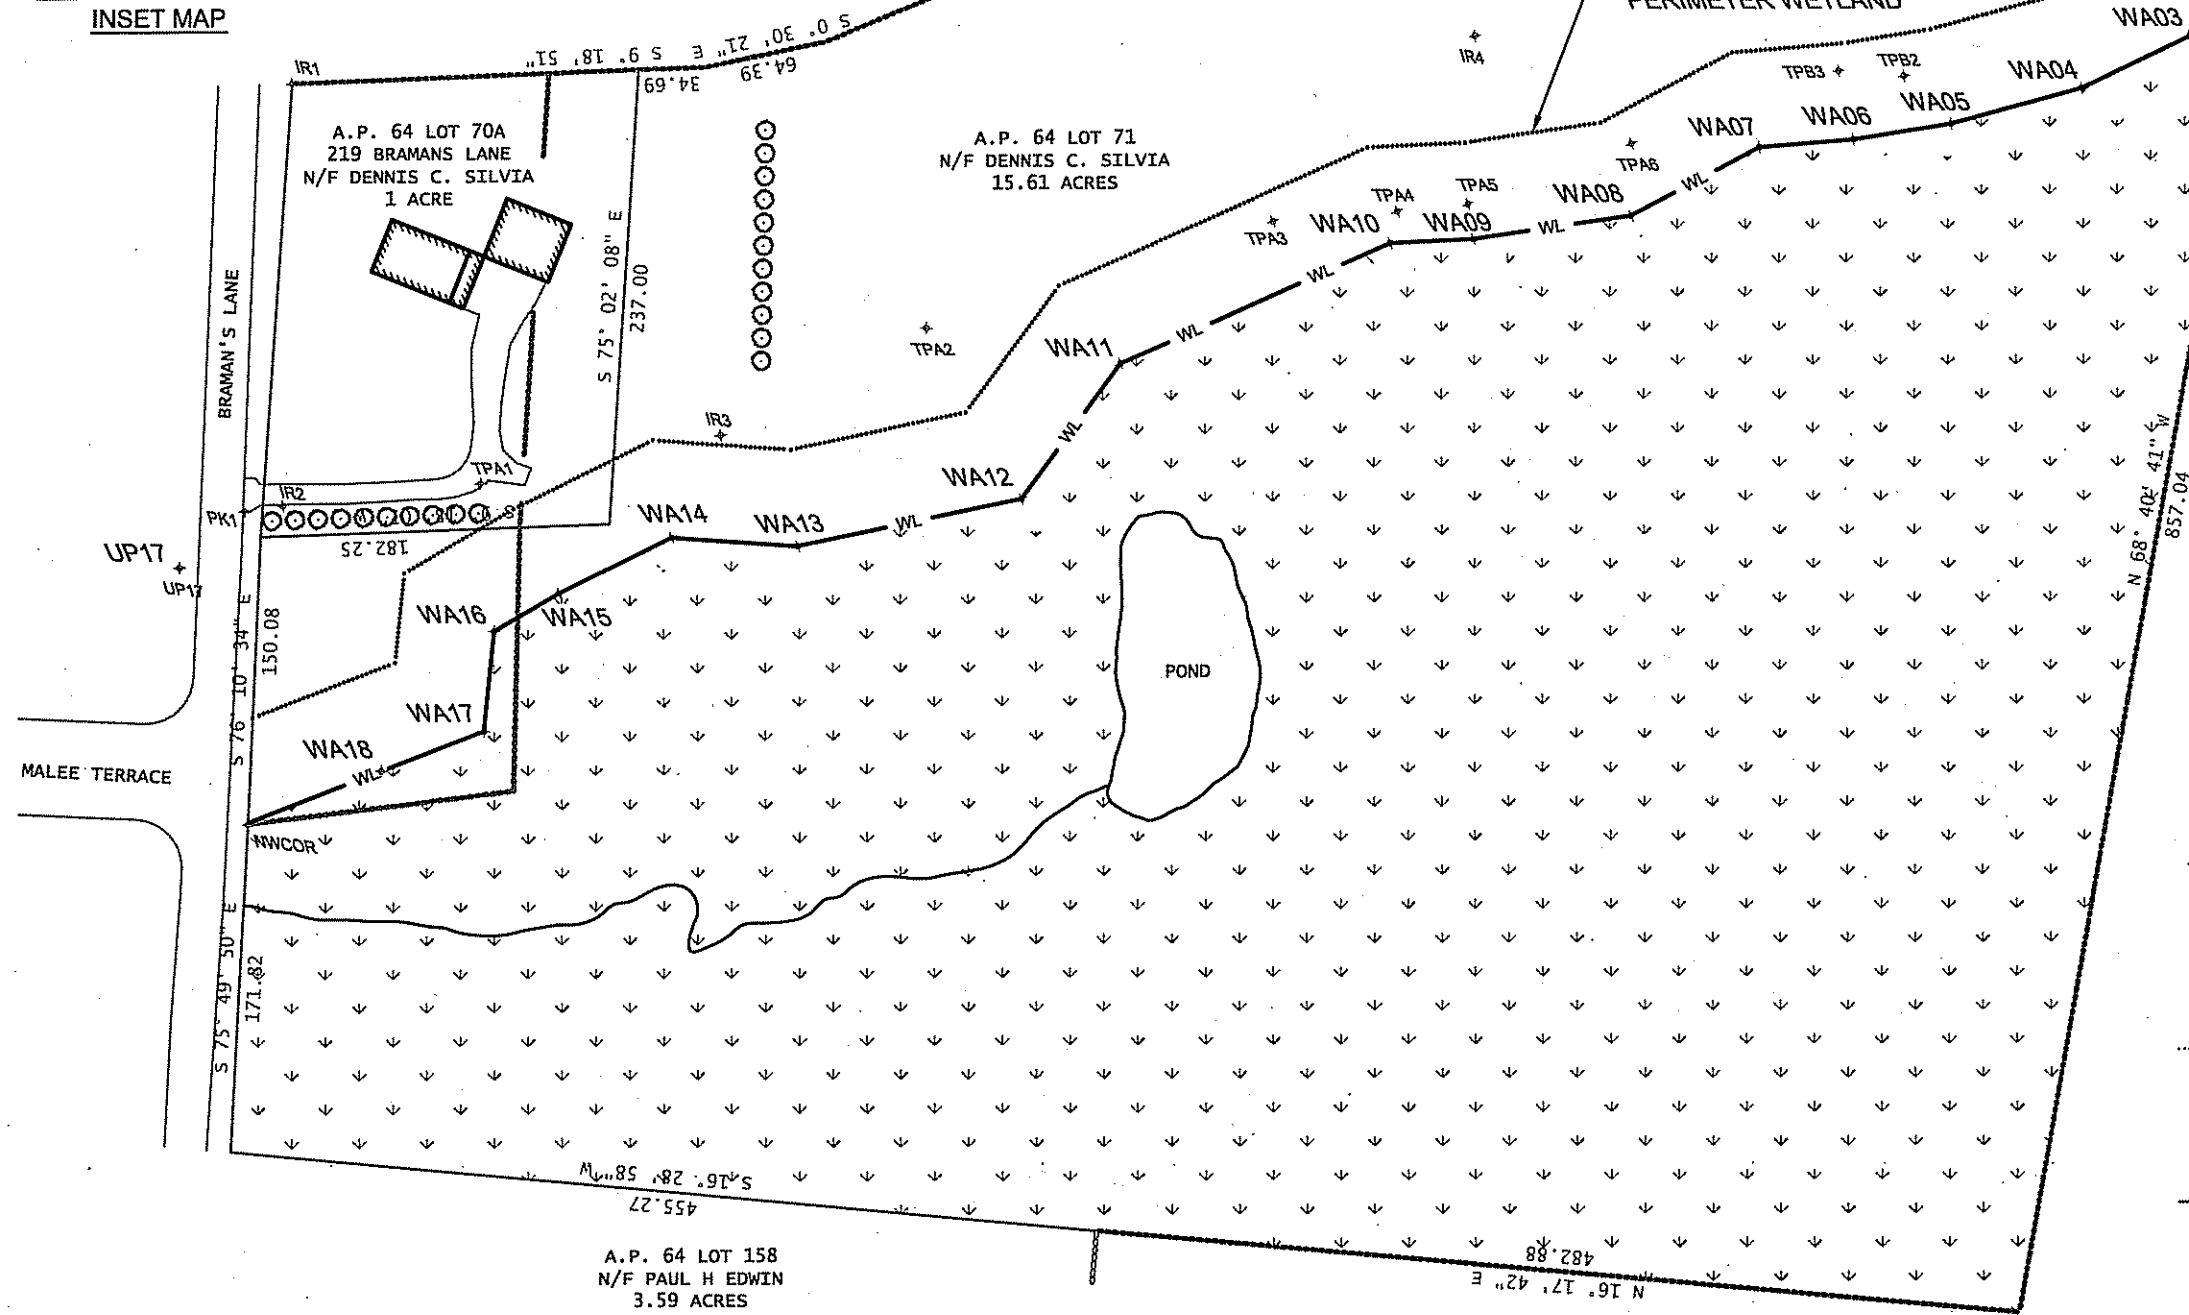 INSET MAP
PERIMETER WETLAND
WA03
IR1
S 9° 18' 51"
S 0° 30' 21" E
34.69
64.39
IR4
TPB3
TPB2
WA04
WA05
WA06
WA07
A.P. 64 LOT 70A
219 BRAMANS LANE
N/F DENNIS C. SILVIA
1 ACRE
A.P. 64 LOT 71
N/F DENNIS C. SILVIA
15.61 ACRES
TPA6
WL
WA08
TPA5
TPA4
WA09
WL
WA10
TPA3
WL
S 75° 02' 08" E
237.00
BRAMAN'S LANE
TPA2
WL
WA11
IR3
WL
TPA1
IR2
PK1
182.25
WA12
WL
WA13
WA14
UP17
UP17
WA15
WA16
S 76° 10' 34" E
150.08
WA17
WA18
WL
MALEE TERRACE
POND
N 68° 40' 41" W
857.04
NWCOR
S 75° 49' 50" E
171.82
S 16° 28' 58" W
455.27
A.P. 64 LOT 158
N/F PAUL H EDWIN
3.59 ACRES
482.88
N 16° 17' 42" E